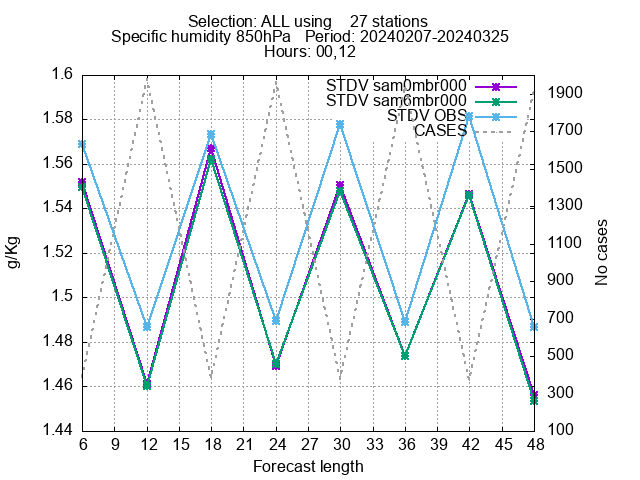 Selection: ALL using    27 stations
Specific humidity 850hPa   Period: 20240207-20240325
Hours: 00,12
STDV sam0mbr000
STDV sam6mbr000
STDV OBS
CASES
1.6
1.58
1.56
1.54
1.52
1.5
1.48
1.46
1.44
g/Kg
1900
1700
1500
1300
1100
900
700
500
300
100
No cases
6 9 12 15 18 21 24 27 30 33 36 39 42 45 48
Forecast length